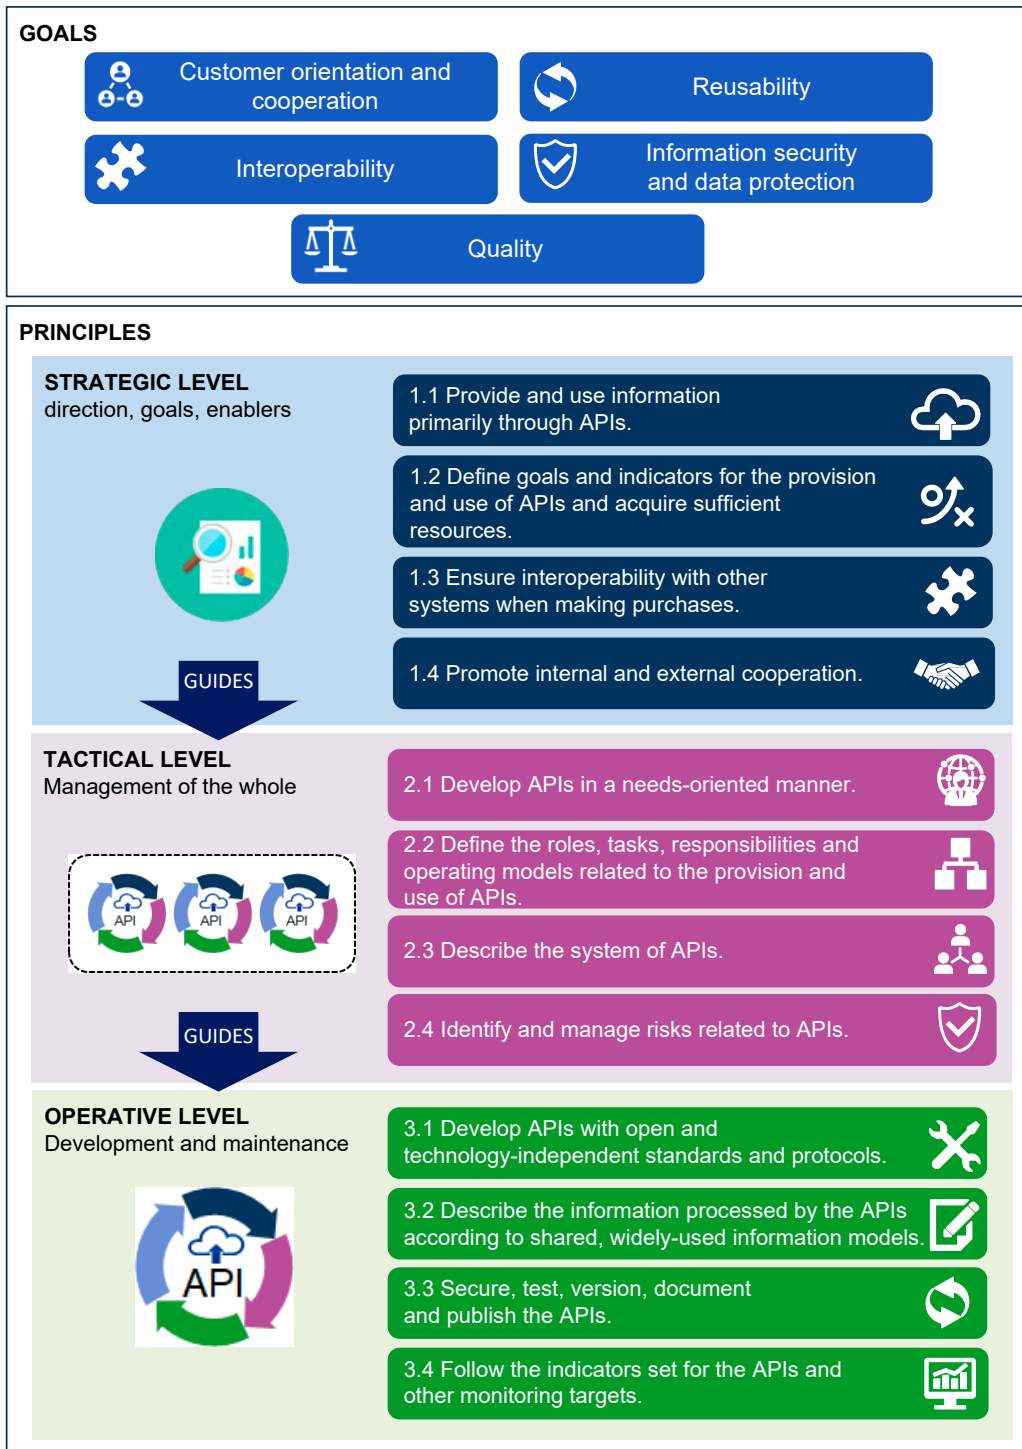 GOALS
Customer orientation and
cooperation
Reusability
Interoperability
Information security
and data protection
Quality
PRINCIPLES
STRATEGIC LEVEL
direction, goals, enablers
1.1 Provide and use information
primarily through APIs.
1.2 Define goals and indicators for the provision
and use of APIs and acquire sufficient
resources.
1.3 Ensure interoperability with other
systems when making purchases.
1.4 Promote internal and external cooperation.
GUIDES
TACTICAL LEVEL
Management of the whole
API
API
API
2.1 Develop APIs in a needs-oriented manner.
2.2 Define the roles, tasks, responsibilities and
operating models related to the provision and
use of APIs.
2.3 Describe the system of APIs.
2.4 Identify and manage risks related to APIs.
GUIDES
OPERATIVE LEVEL
Development and maintenance
API
3.1 Develop APIs with open and
technology-independent standards and protocols.
3.2 Describe the information processed by the APIs
according to shared, widely-used information models.
3.3 Secure, test, version, document
and publish the APIs.
3.4 Follow the indicators set for the APIs and
other monitoring targets.